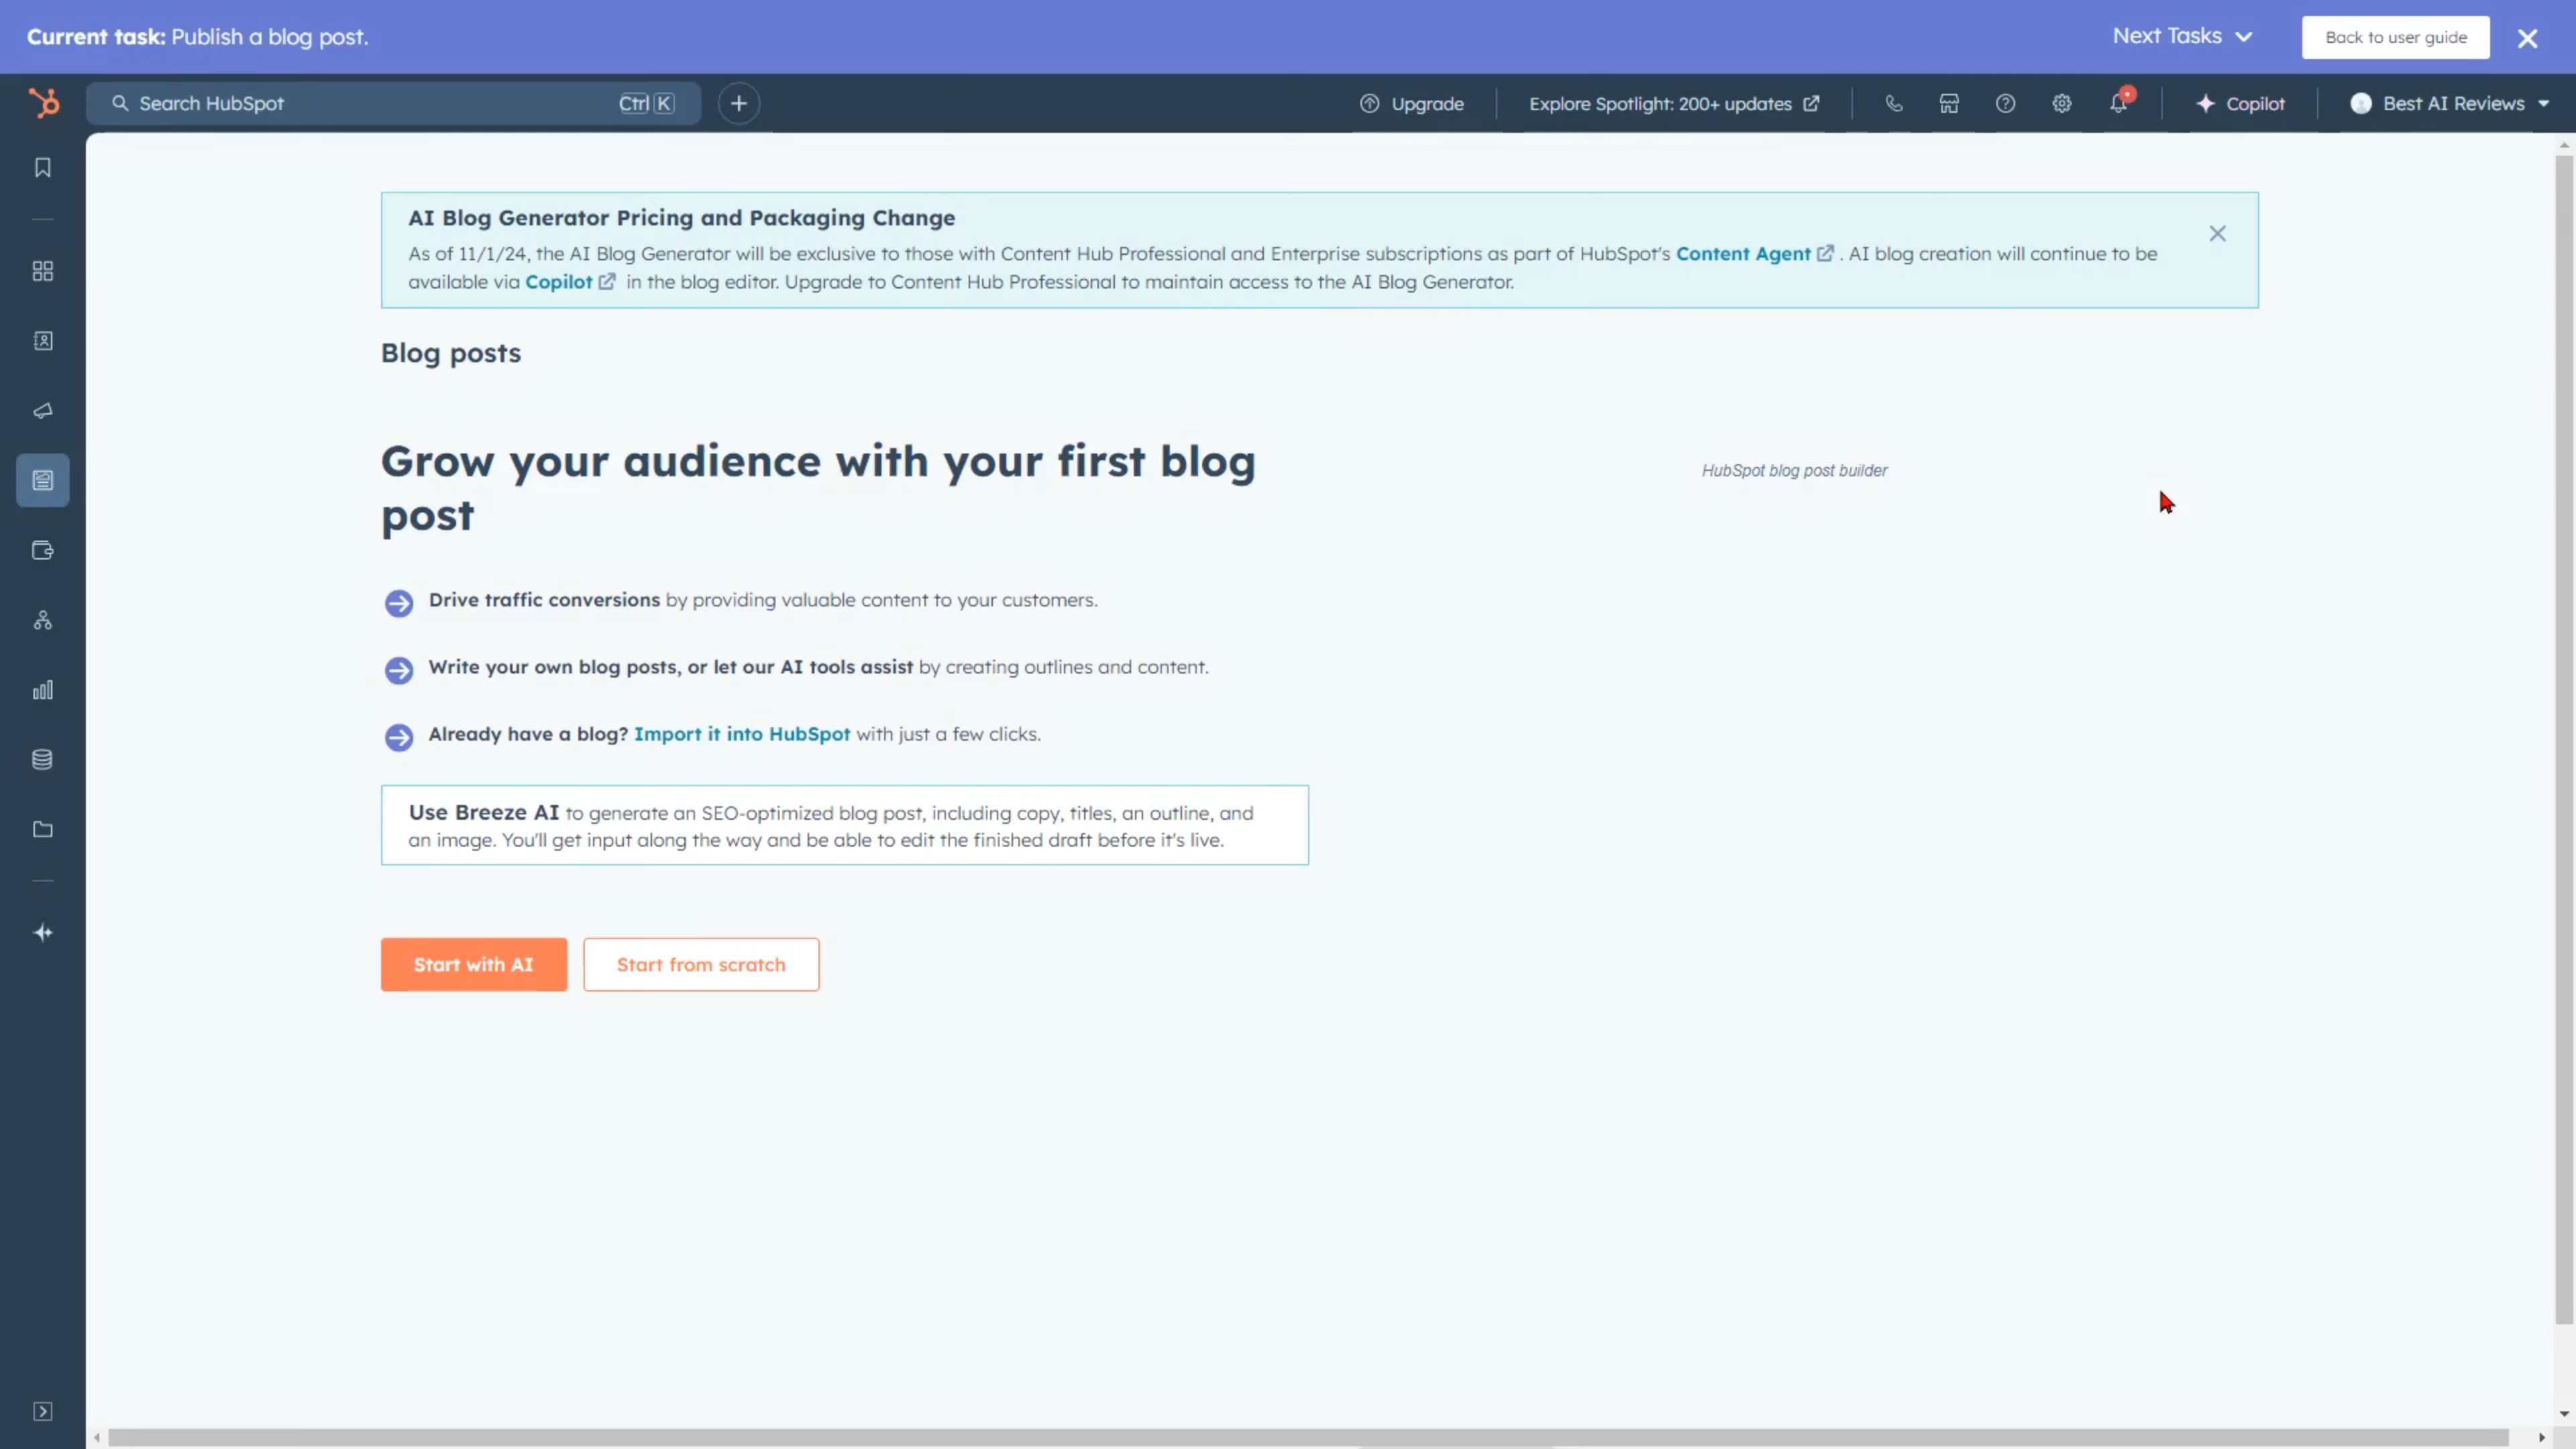 Current task: Publish a blog post.
Next Tasks
Back to user guide
Search HubSpot
Ctrl K
Upgrade
Explore Spotlight: 200+ updates
Copilot
Best AI Reviews
AI Blog Generator Pricing and Packaging Change
As of 11/1/24, the AI Blog Generator will be exclusive to those with Content Hub Professional and Enterprise subscriptions as part of HubSpot's Content Agent . AI blog creation will continue to be
available via Copilot in the blog editor. Upgrade to Content Hub Professional to maintain access to the AI Blog Generator.
Blog posts
Grow your audience with your first blog
post
HubSpot blog post builder
Drive traffic conversions by providing valuable content to your customers.
Write your own blog posts, or let our AI tools assist by creating outlines and content.
Already have a blog? Import it into HubSpot with just a few clicks.
Use Breeze AI to generate an SEO-optimized blog post, including copy, titles, an outline, and
an image. You'll get input along the way and be able to edit the finished draft before it's live.
Start with AI
Start from scratch